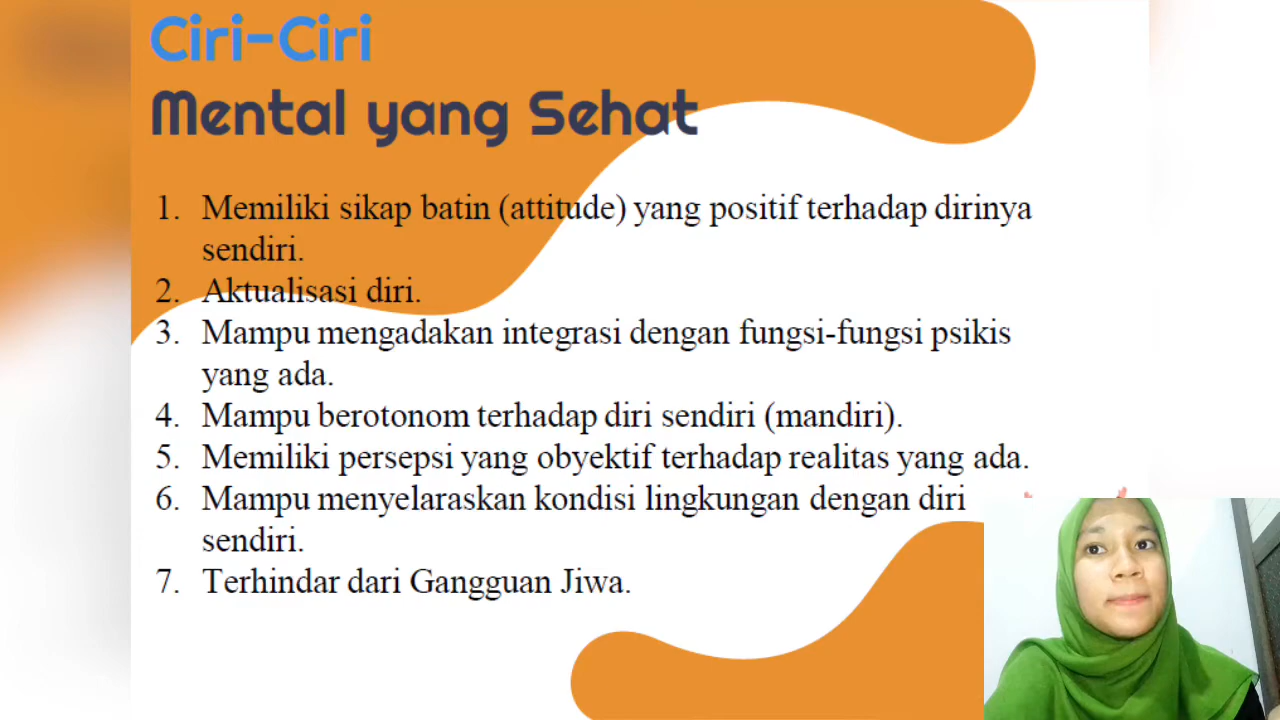 Ciri-Ciri
Mental yang Sehat
1. Memiliki sikap batin (attitude) yang positif terhadap dirinya
sendiri.
2. Aktualisasi diri.
3. Mampu mengadakan integrasi dengan fungsi-fungsi psikis
yang ada.
4. Mampu berotonom terhadap diri sendiri (mandiri).
5. Memiliki persepsi yang obyektif terhadap realitas yang ada.
6. Mampu menyelaraskan kondisi lingkungan dengan diri
sendiri.
7. Terhindar dari Gangguan Jiwa.